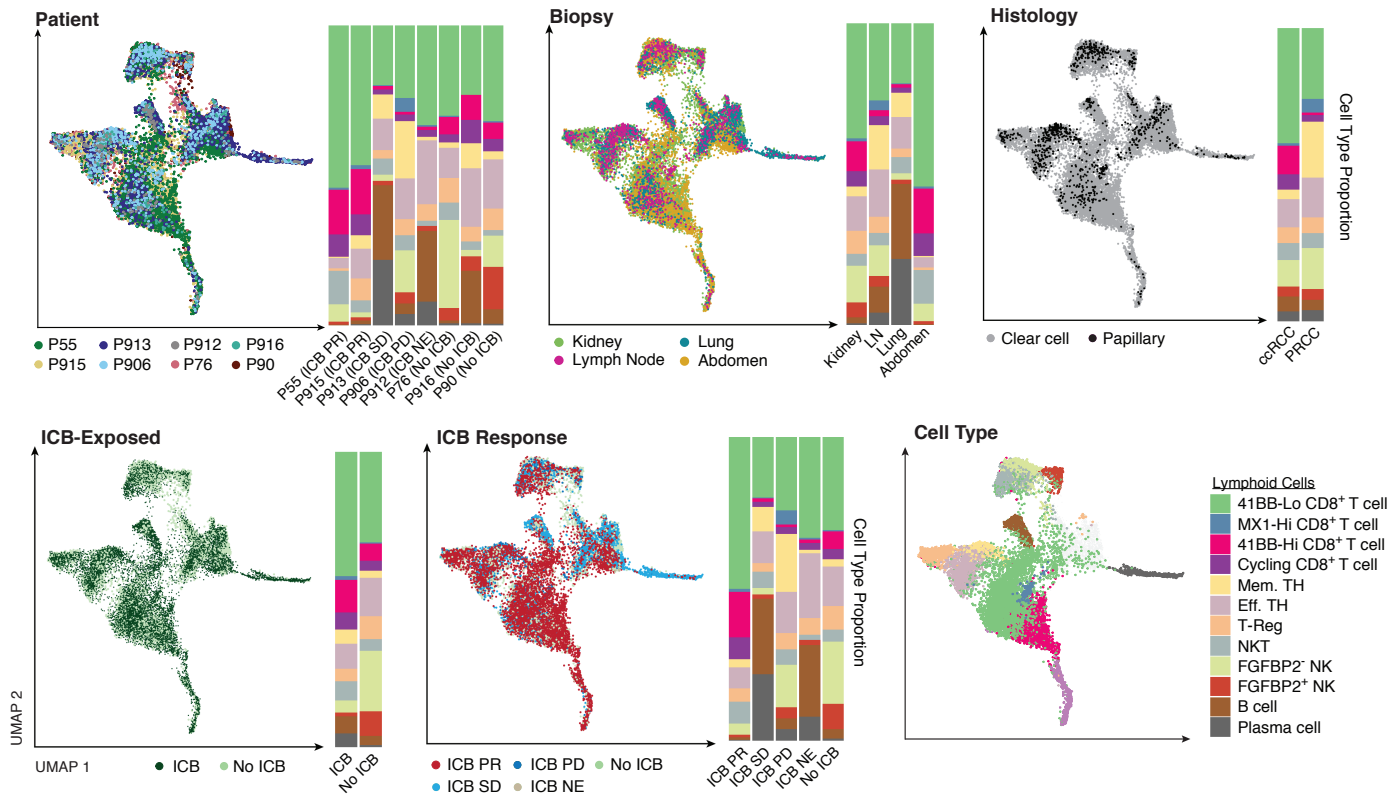 Patient
P55 P913 P912 P916
P915 P906 P76 P90
P55 (ICB PR)
P915 (ICB PR)
P913 (ICB SD)
P906 (ICB PD)
P912 (ICB NE)
P76 (No ICB)
P916 (No ICB)
P90 (No ICB)
Biopsy
Kidney Lung
Lymph Node Abdomen
Kidney
LN
Lung
Abdomen
Histology
Clear cell Papillary
ccRCC
PRCC
Cell Type Proportion
ICB-Exposed
UMAP 2
UMAP 1
ICB No ICB
ICB
No ICB
ICB Response
ICB PR ICB PD No ICB
ICB SD ICB NE
ICB PR
ICB SD
ICB PD
ICB NE
No ICB
Cell Type Proportion
Cell Type
Lymphoid Cells
41BB-Lo CD8⁺ T cell
MX1-Hi CD8⁺ T cell
41BB-Hi CD8⁺ T cell
Cycling CD8⁺ T cell
Mem. TH
Eff. TH
T-Reg
NKT
FGFBP2⁻ NK
FGFBP2⁺ NK
B cell
Plasma cell